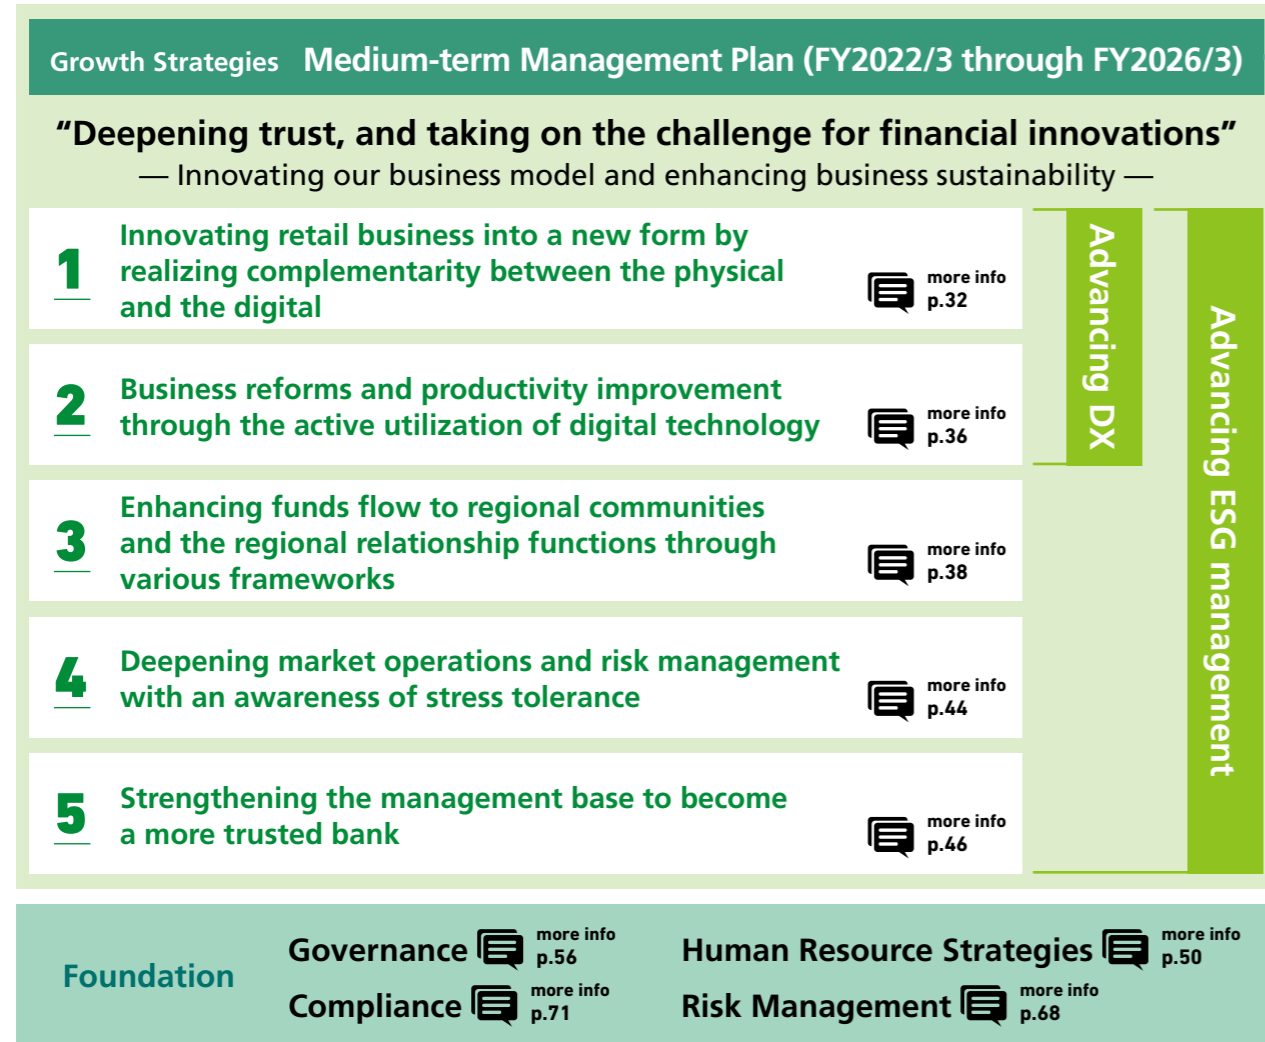 Growth Strategies Medium-term Management Plan (FY2022/3 through FY2026/3)
“Deepening trust, and taking on the challenge for financial innovations”
— Innovating our business model and enhancing business sustainability —
1
Innovating retail business into a new form by
realizing complementarity between the physical
and the digital
more info
p.32
2
Business reforms and productivity improvement
through the active utilization of digital technology
more info
p.36
3
Enhancing funds flow to regional communities
and the regional relationship functions through
various frameworks
more info
p.38
4
Deepening market operations and risk management
with an awareness of stress tolerance
more info
p.44
5
Strengthening the management base to become
a more trusted bank
more info
p.46
Advancing DX
Advancing ESG management
Foundation
Governance
more info
p.56
Human Resource Strategies
more info
p.50
Compliance
more info
p.71
Risk Management
more info
p.68